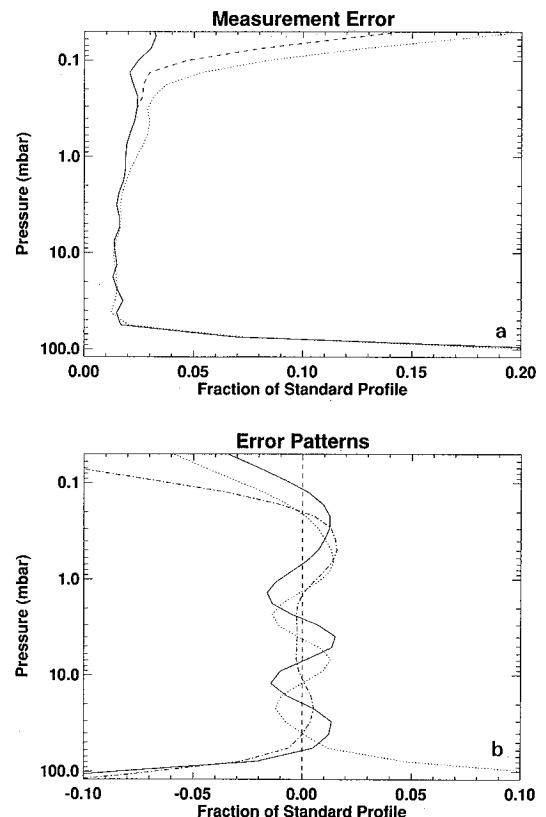 Measurement Error
0.1
1.0
10.0
100.0
Pressure (mbar)
a
0.00 0.05 0.10 0.15 0.20
Fraction of Standard Profile
Error Patterns
0.1
1.0
10.0
100.0
Pressure (mbar)
b
-0.10 -0.05 0.00 0.05 0.10
Fraction of Standard Profile